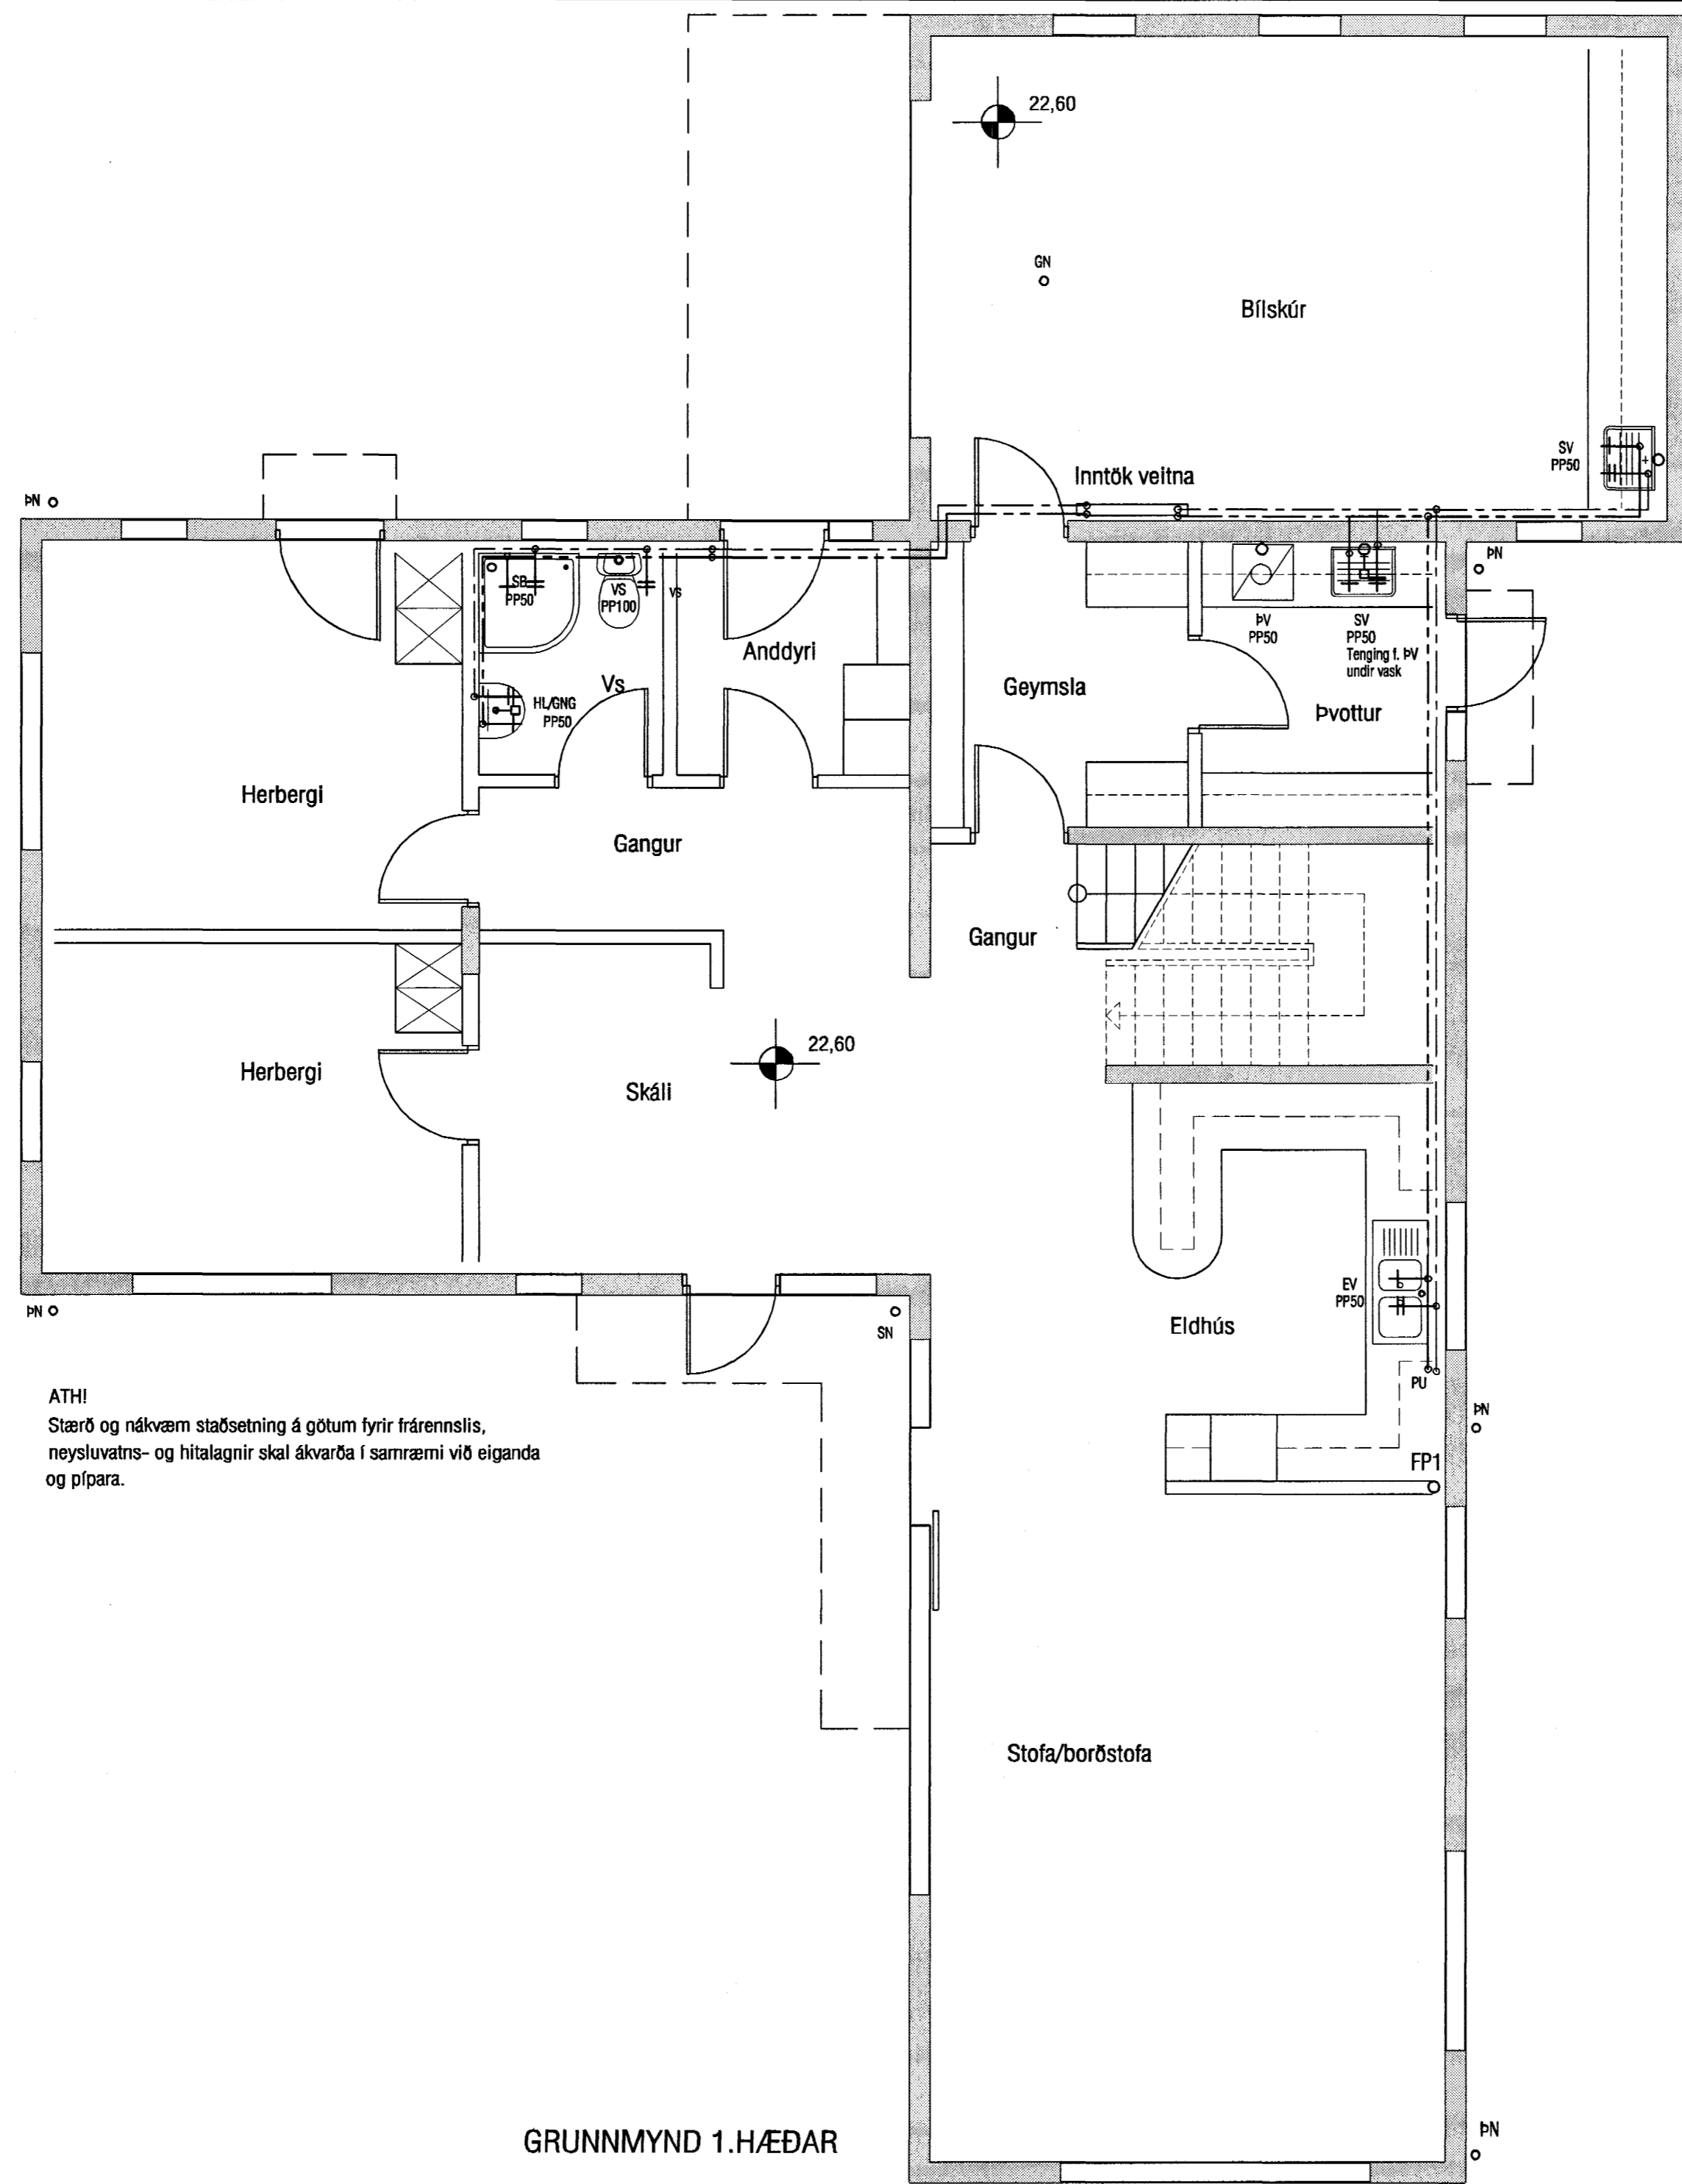 22,60
GN
Bílskúr
SV
PP50
Inntök veitna
ÞN
ÞN
SB
PP50
VS
PP100
VS
ÞV
PP50
SV
PP50
Tenging f. ÞV
undir vask
Anddyri
Geymsla
Vs
HL/GNG
PP50
Þvottur
Herbergi
Gangur
Gangur
22,60
Herbergi
Skáli
EV
PP50
ÞN
SN
Eldhús
PU
ATH!
Stærð og nákvæm staðsetning á götum fyrir frárennslis,
neysluvatns- og hitalagnir skal ákvarða í samræmi við eiganda
og pípara.
ÞN
FP1
Stofa/borðstofa
GRUNNMYND 1.HÆÐAR
ÞN